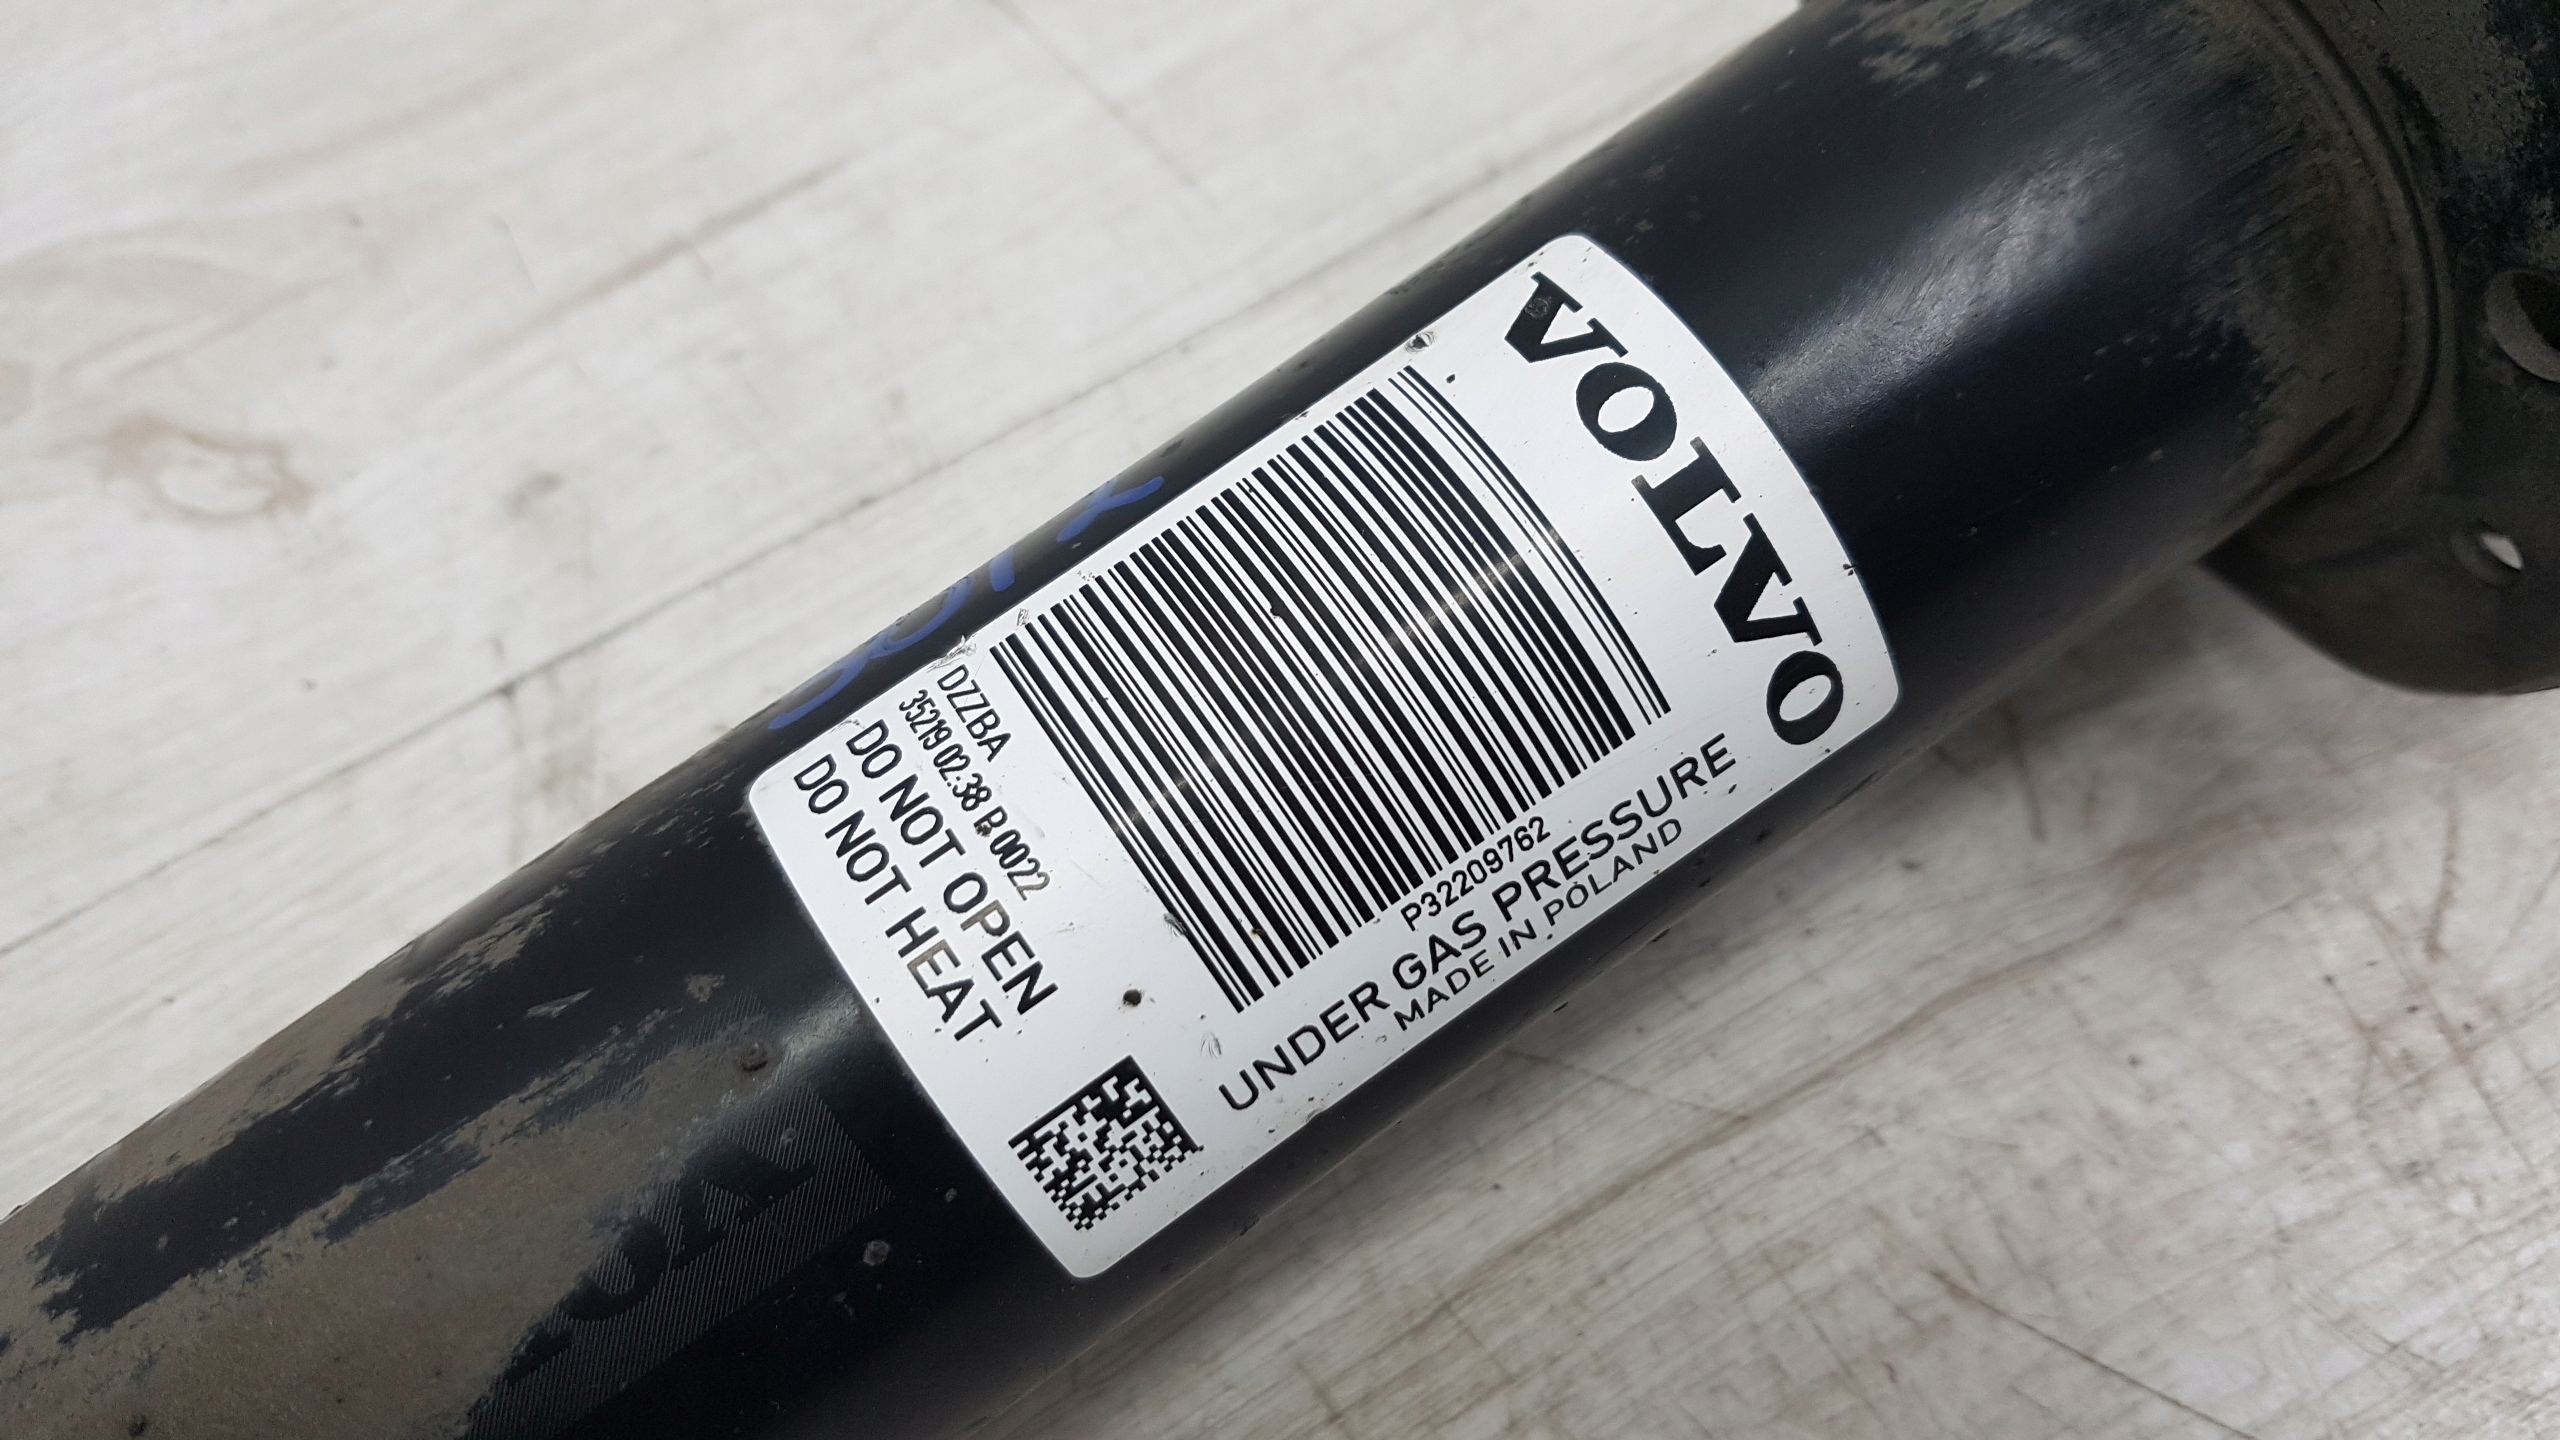 VOLVO
P32209762
UNDER GAS PRESSURE
MADE IN POLAND
DZZBA
35219 02:38 B 0022
DO NOT OPEN
DO NOT HEAT